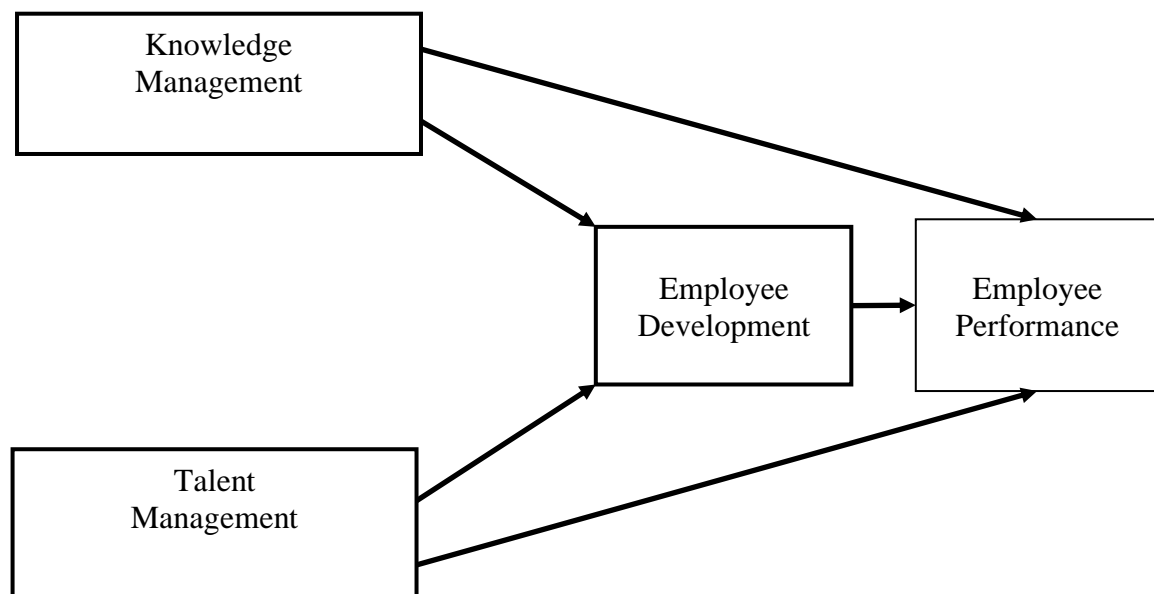 Knowledge
Management
Employee
Development
Employee
Performance
Talent
Management